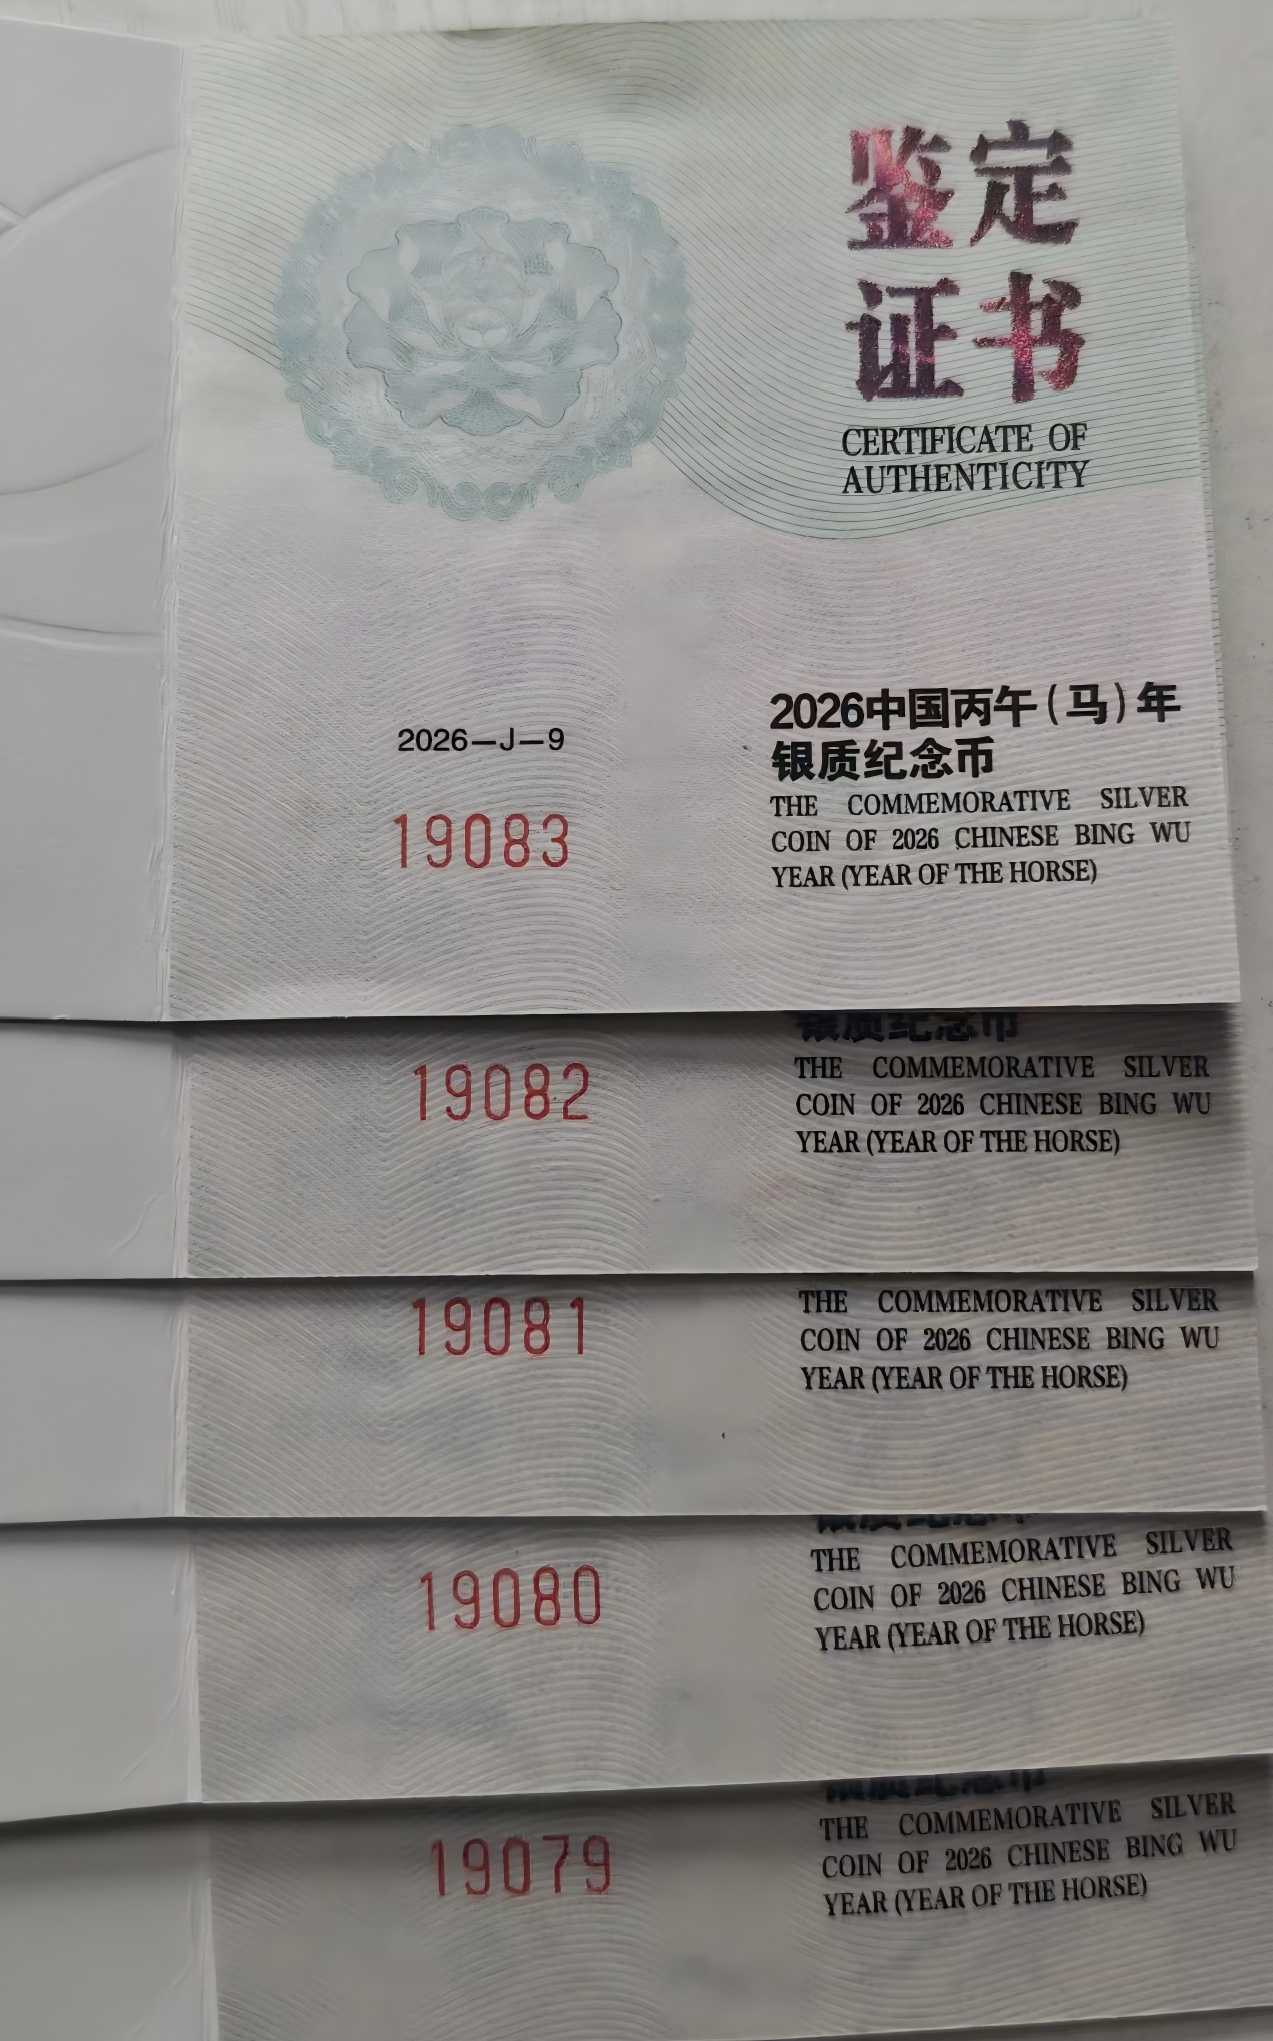 鉴定
证书
CERTIFICATE OF
AUTHENTICITY
2026中国丙午(马)年
银质纪念币
2026-J-9
THE COMMEMORATIVE SILVER
COIN OF 2026 CHINESE BING WU
YEAR (YEAR OF THE HORSE)
19083
银质纪念币
THE COMMEMORATIVE SILVER
COIN OF 2026 CHINESE BING WU
YEAR (YEAR OF THE HORSE)
19082
THE COMMEMORATIVE SILVER
COIN OF 2026 CHINESE BING WU
YEAR (YEAR OF THE HORSE)
19081
THE COMMEMORATIVE SILVER
COIN OF 2026 CHINESE BING WU
YEAR (YEAR OF THE HORSE)
19080
THE COMMEMORATIVE SILVER
COIN OF 2026 CHINESE BING WU
YEAR (YEAR OF THE HORSE)
19079